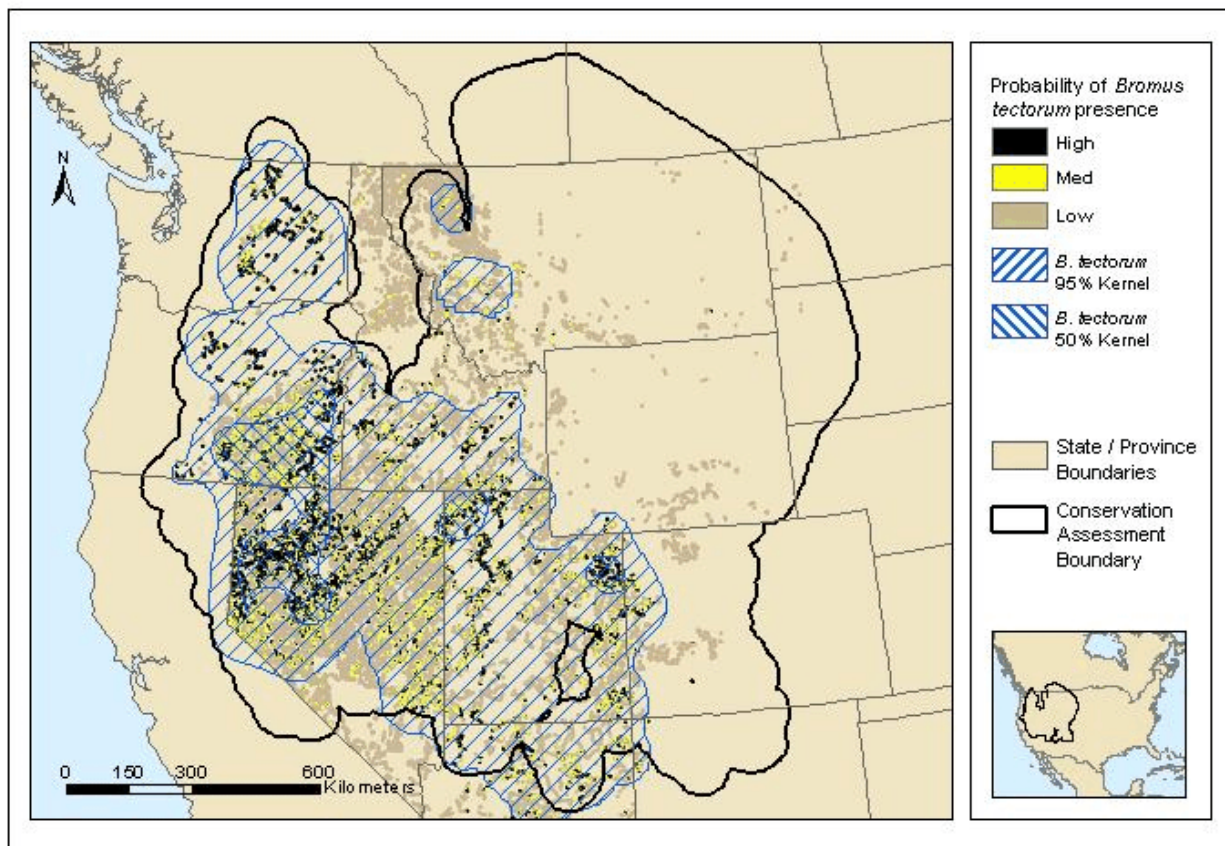 N
0 150 300 600
Kilometers
Probability of Bromus
tectorum presence
High
Med
Low
B. tectorum
95% Kernel
B. tectorum
50% Kernel
State / Province
Boundaries
Conservation
Assessment
Boundary